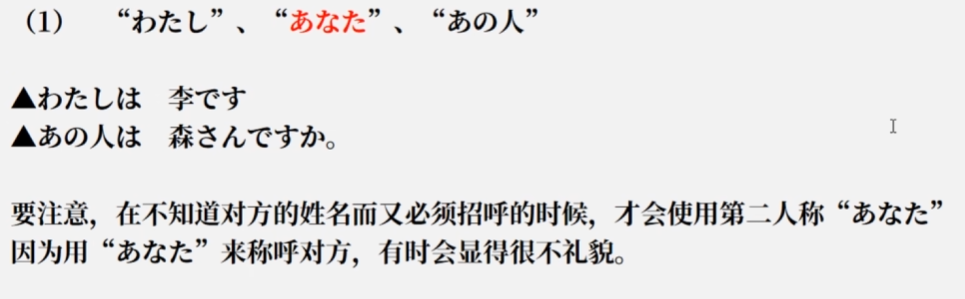 （1） “わたし”、“あなた”、“あの人”
▲わたしは 李です
▲あの人は 森さんですか。
要注意，在不知道对方的姓名而又必须招呼的时候，才会使用第二人称“あなた”
因为用“あなた”来称呼对方，有时会显得很不礼貌。